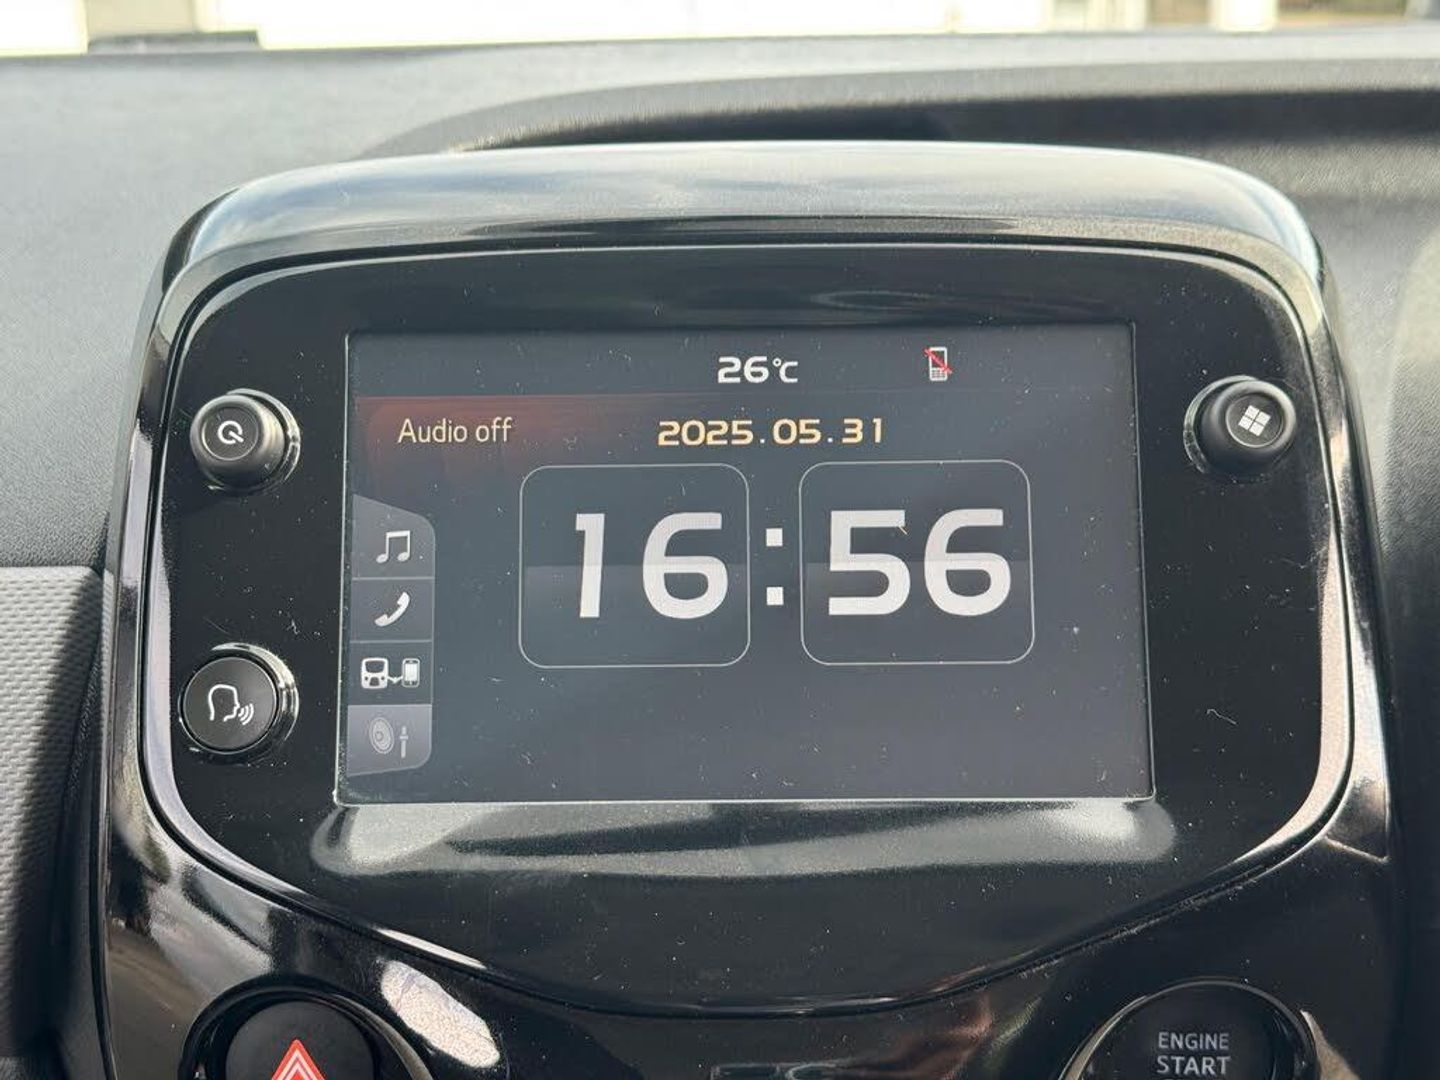 26°C
Audio off
2025.05.31
16:56
ENGINE
START